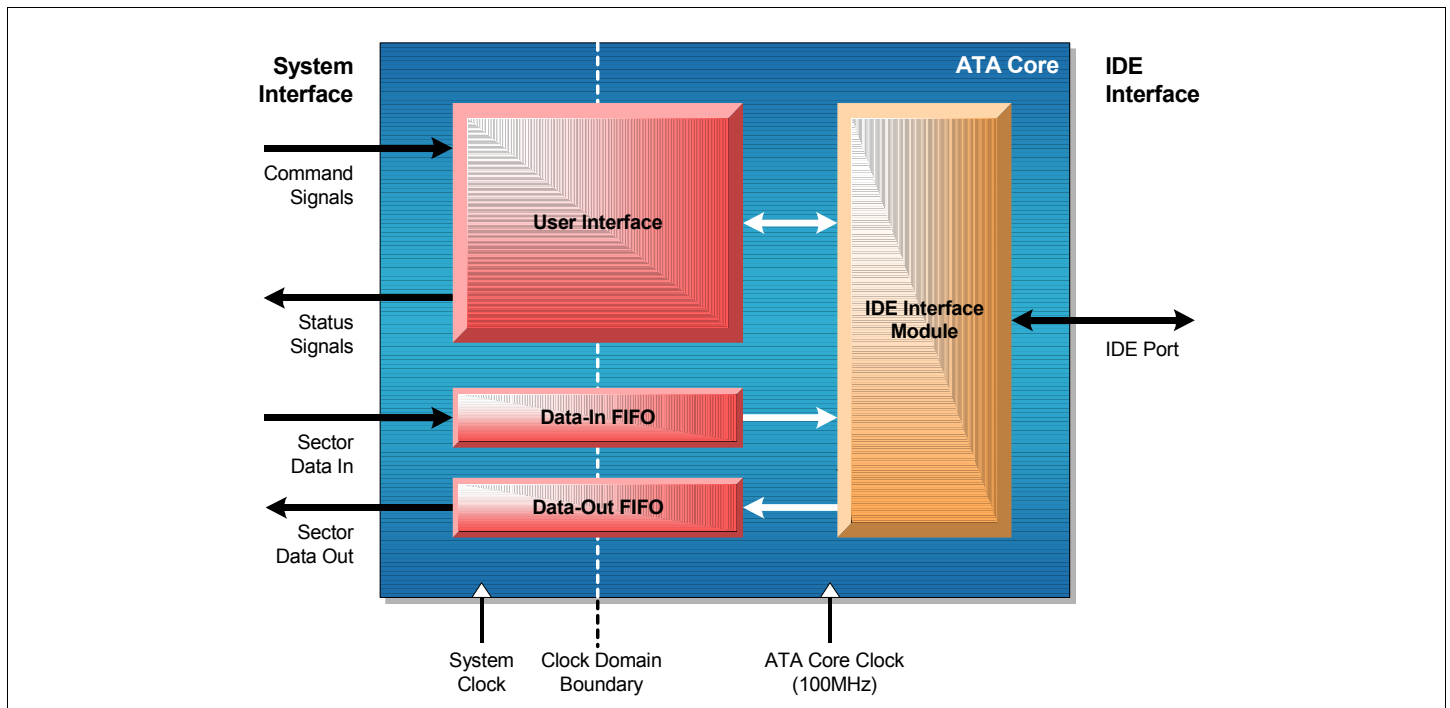 System
Interface
ATA Core
IDE
Interface
Command
Signals
User Interface
Status
Signals
IDE Interface
Module
IDE Port
Data-In FIFO
Sector
Data In
Data-Out FIFO
Sector
Data Out
System
Clock
Clock Domain
Boundary
ATA Core Clock
(100MHz)